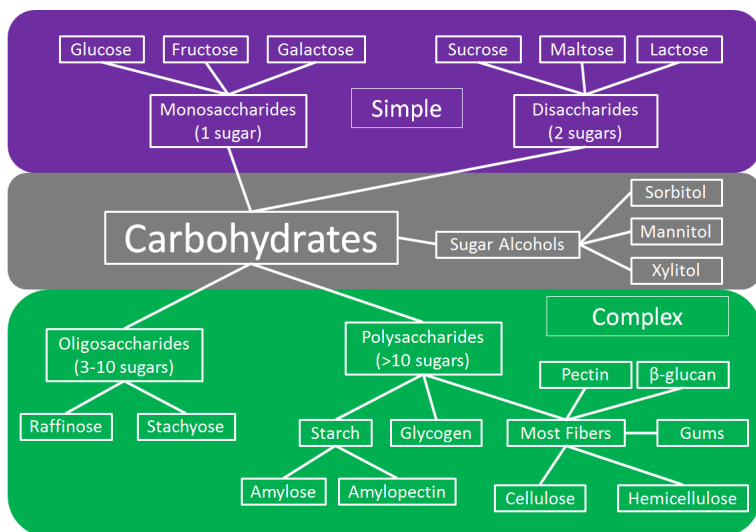 Glucose
Fructose
Galactose
Sucrose
Maltose
Lactose
Monosaccharides
(1 sugar)
Simple
Disaccharides
(2 sugars)
Carbohydrates
Sugar Alcohols
Sorbitol
Mannitol
Xylitol
Complex
Oligosaccharides
(3-10 sugars)
Polysaccharides
(>10 sugars)
Pectin
β-glucan
Raffinose
Stachyose
Starch
Glycogen
Most Fibers
Gums
Amylose
Amylopectin
Cellulose
Hemicellulose